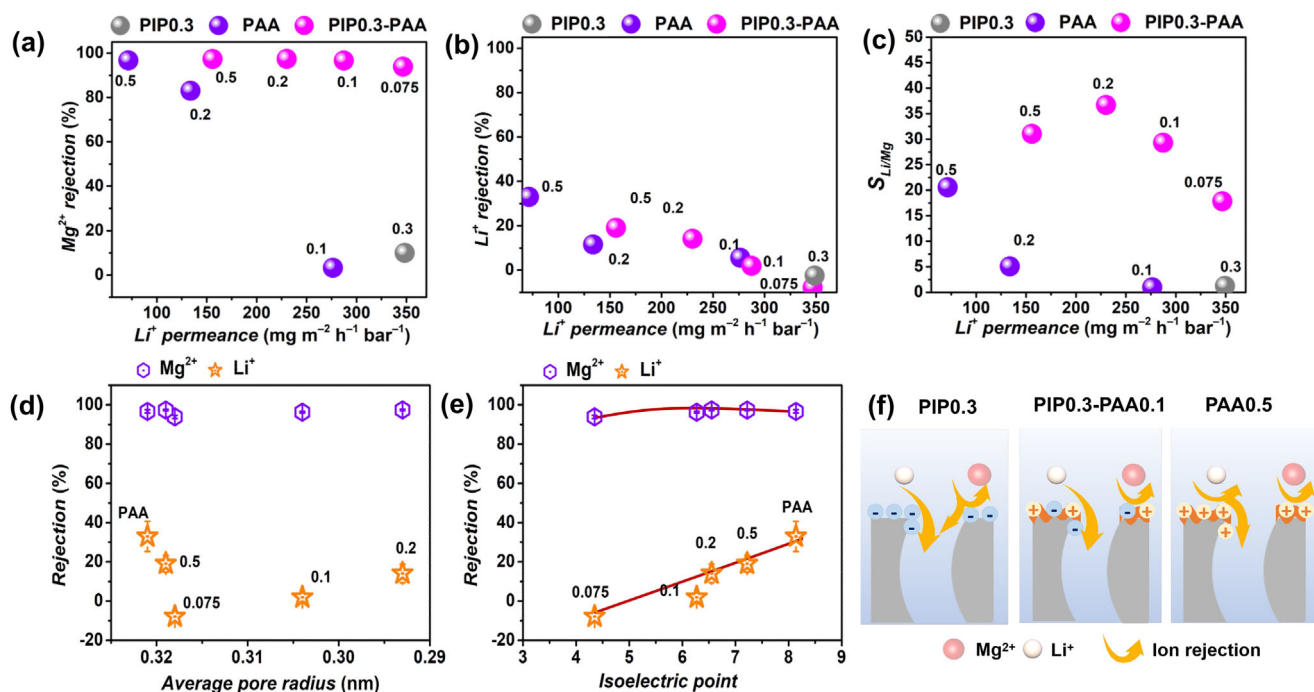 (a)
PIP0.3 PAA PIP0.3-PAA
Mg²⁺ rejection (%)
100
80
60
40
20
0
0.5
0.2
0.5
0.2
0.1
0.075
0.1
0.3
100 150 200 250 300 350 400
Li⁺ permeance (mg m⁻² h⁻¹ bar⁻¹)
(b)
PIP0.3 PAA PIP0.3-PAA
Li⁺ rejection (%)
100
80
60
40
20
0
0.5
0.2
0.5
0.2
0.1
0.1
0.3
0.075
100 150 200 250 300 350 400
Li⁺ permeance (mg m⁻² h⁻¹ bar⁻¹)
(c)
PIP0.3 PAA PIP0.3-PAA
S Li/Mg
50
45
40
35
30
25
20
15
10
5
0
0.5
0.2
0.5
0.2
0.1
0.075
0.1
0.3
100 150 200 250 300 350
Li⁺ permeance (mg m⁻² h⁻¹ bar⁻¹)
(d)
Mg²⁺ Li⁺
Rejection (%)
120
100
80
60
40
20
0
-20
PAA
0.5
0.075
0.1
0.2
0.32 0.31 0.30 0.29
Average pore radius (nm)
(e)
Mg²⁺ Li⁺
Rejection (%)
120
100
80
60
40
20
0
-20
0.075
0.1
0.2
0.5
PAA
3 4 5 6 7 8 9
Isoelectric point
(f)
PIP0.3 PIP0.3-PAA0.1 PAA0.5
- - - - - -
+ - + - - +
+ + + + + +
Mg²⁺ Li⁺ Ion rejection